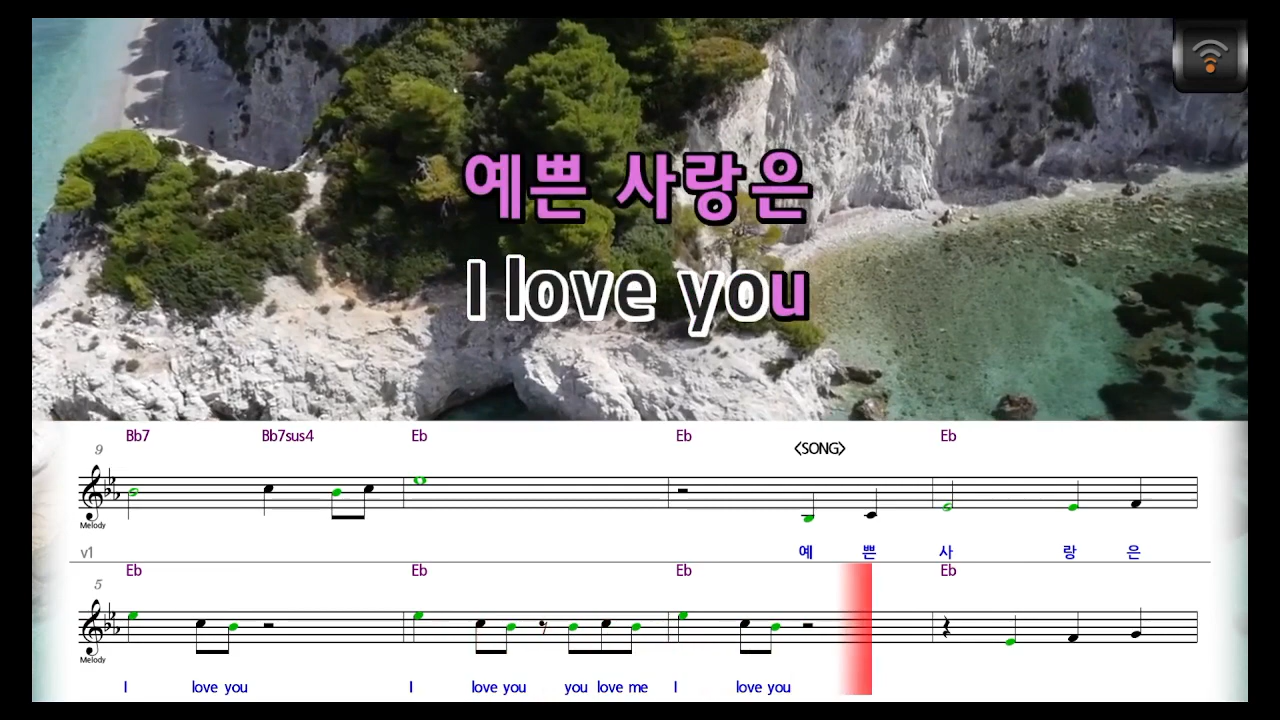 예쁜 사랑은
I love you
Bb7 Bb7sus4 Eb Eb Eb
9 <SONG>
Melody
v1 예 쁜 사 랑 은
Eb Eb Eb Eb
5
Melody
I love you I love you you love me I love you